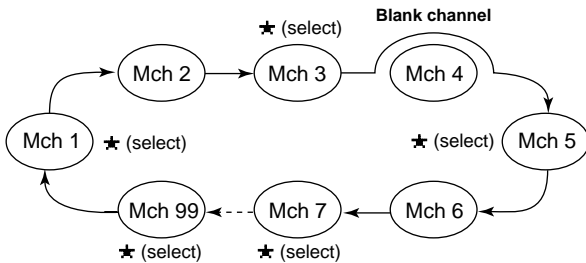 Blank channel
★ (select)
Mch 2
Mch 3
Mch 4
Mch 1
★ (select)
★ (select)
Mch 5
Mch 99
Mch 7
Mch 6
★ (select)
★ (select)